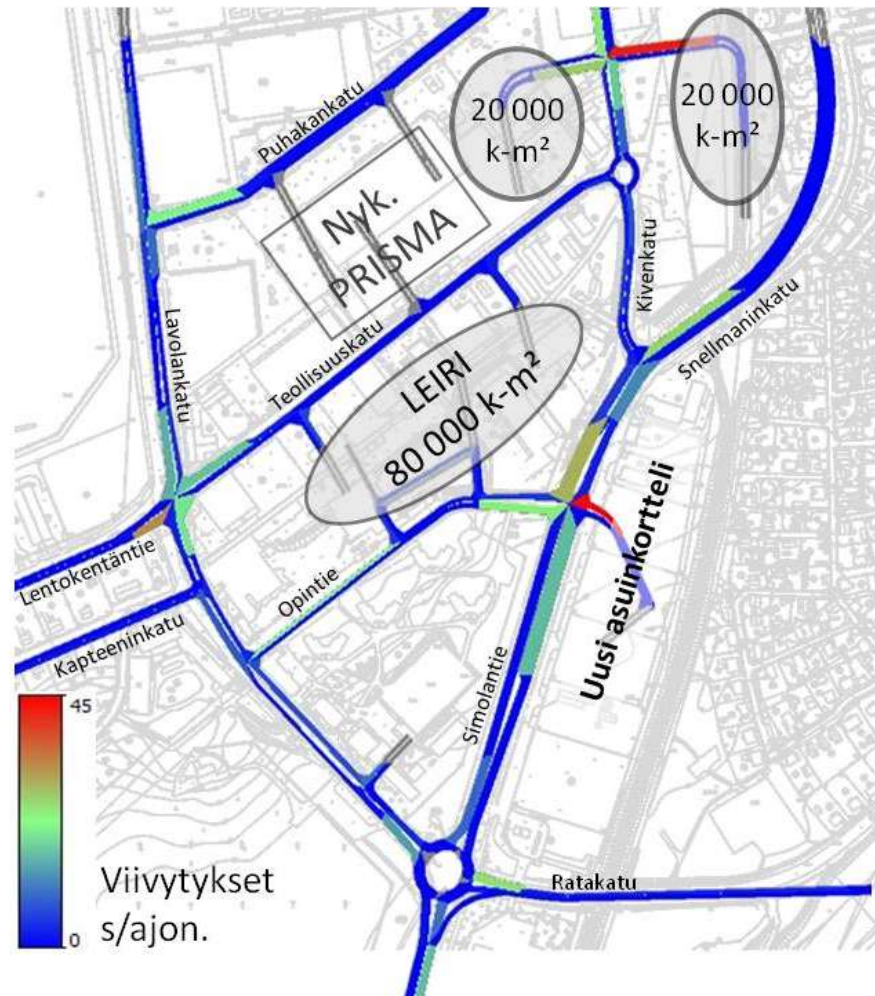 20 000
k-m²
20 000
k-m²
Puhakankatu
Nyk.
PRISMA
Kivenkatu
Lavolankatu
Teollisuuskatu
Snellmaninkatu
LEIRI
80 000 k-m²
Lentokentäntie
Opintie
Kapteeninkatu
Uusi asuinkortteli
Simolantie
45
0
Viivytykset
s/ajon.
Ratakatu